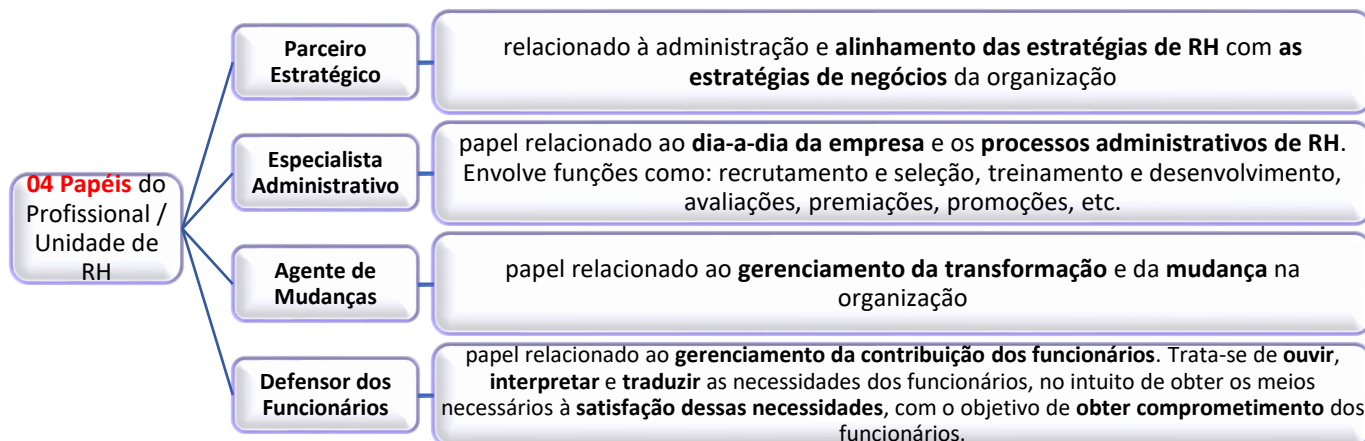 04 Papéis do
Profissional /
Unidade de
RH
Parceiro
Estratégico
relacionado à administração e alinhamento das estratégias de RH com as
estratégias de negócios da organização
Especialista
Administrativo
papel relacionado ao dia-a-dia da empresa e os processos administrativos de RH.
Envolve funções como: recrutamento e seleção, treinamento e desenvolvimento,
avaliações, premiações, promoções, etc.
Agente de
Mudanças
papel relacionado ao gerenciamento da transformação e da mudança na
organização
Defensor dos
Funcionários
papel relacionado ao gerenciamento da contribuição dos funcionários. Trata-se de ouvir,
interpretar e traduzir as necessidades dos funcionários, no intuito de obter os meios
necessários à satisfação dessas necessidades, com o objetivo de obter comprometimento dos
funcionários.